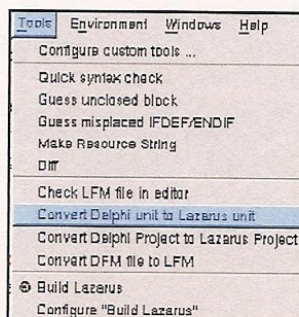 Tools Environment Windows Help
Configure custom tools ...
Quick syntax check
Guess unclosed block
Guess misplaced IFDEF/ENDIF
Make Resource String
Diff
Check LFM file in editor
Convert Delphi unit to Lazarus unit
Convert Delphi Project to Lazarus Project
Convert DFM file to LFM
Build Lazarus
Configure "Build Lazarus"